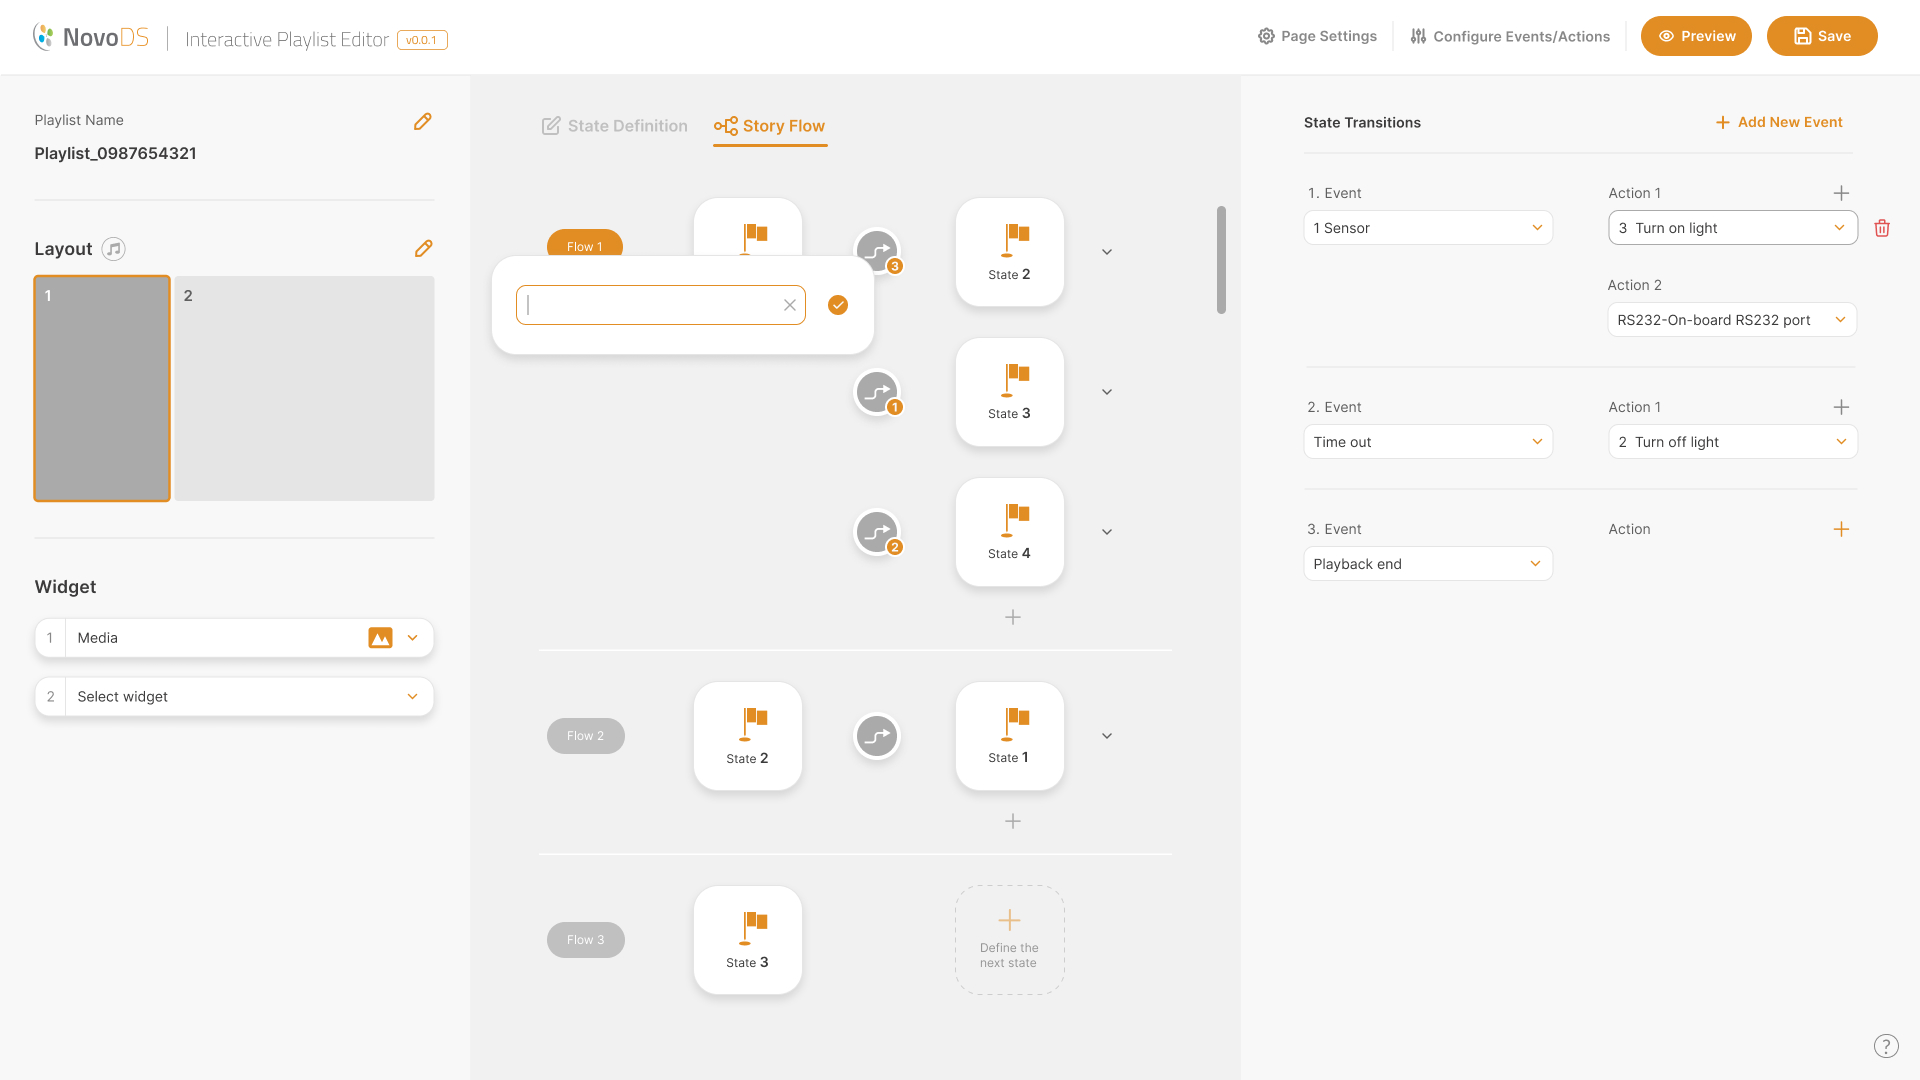 NovoDS
Interactive Playlist Editor
v0.0.1
Page Settings
Configure Events/Actions
Preview
Save
Playlist Name
Playlist_0987654321
Layout
1
2
Widget
1 Media
2 Select widget
State Definition
Story Flow
Flow 1
3
State 2
1
State 3
2
State 4
Flow 2
State 2
State 1
Flow 3
State 3
Define the
next state
State Transitions
Add New Event
1. Event
Action 1
1 Sensor
3 Turn on light
Action 2
RS232-On-board RS232 port
2. Event
Action 1
Time out
2 Turn off light
3. Event
Action
Playback end
?